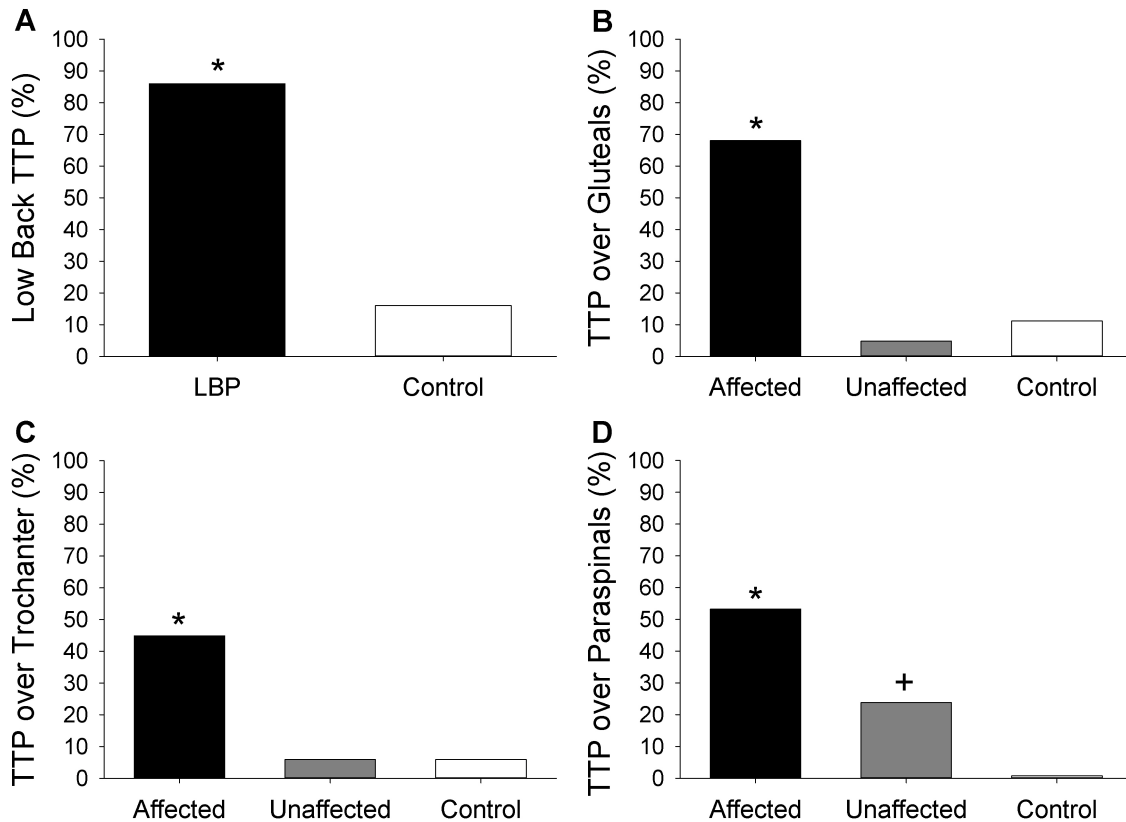 A
Low Back TTP (%)
100
90
80
70
60
50
40
30
20
10
0
*
LBP
Control
B
TTP over Gluteals (%)
100
90
80
70
60
50
40
30
20
10
0
*
Affected
Unaffected
Control
C
TTP over Trochanter (%)
100
90
80
70
60
50
40
30
20
10
0
*
Affected
Unaffected
Control
D
TTP over Paraspinals (%)
100
90
80
70
60
50
40
30
20
10
0
*
+
Affected
Unaffected
Control